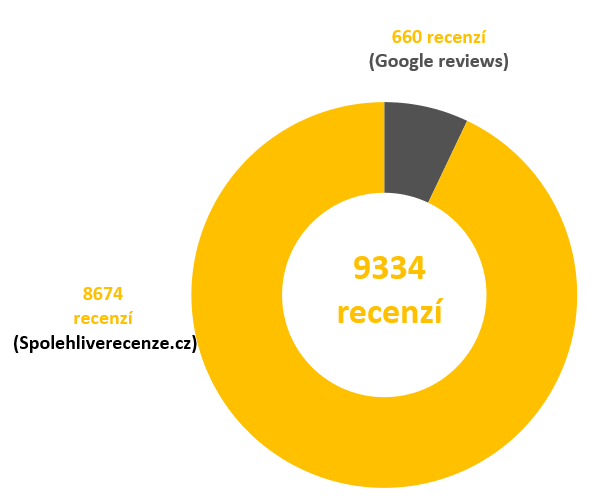 660 recenzí
(Google reviews)
9334
recenzí
8674
recenzí
(Spolehliverecenze.cz)